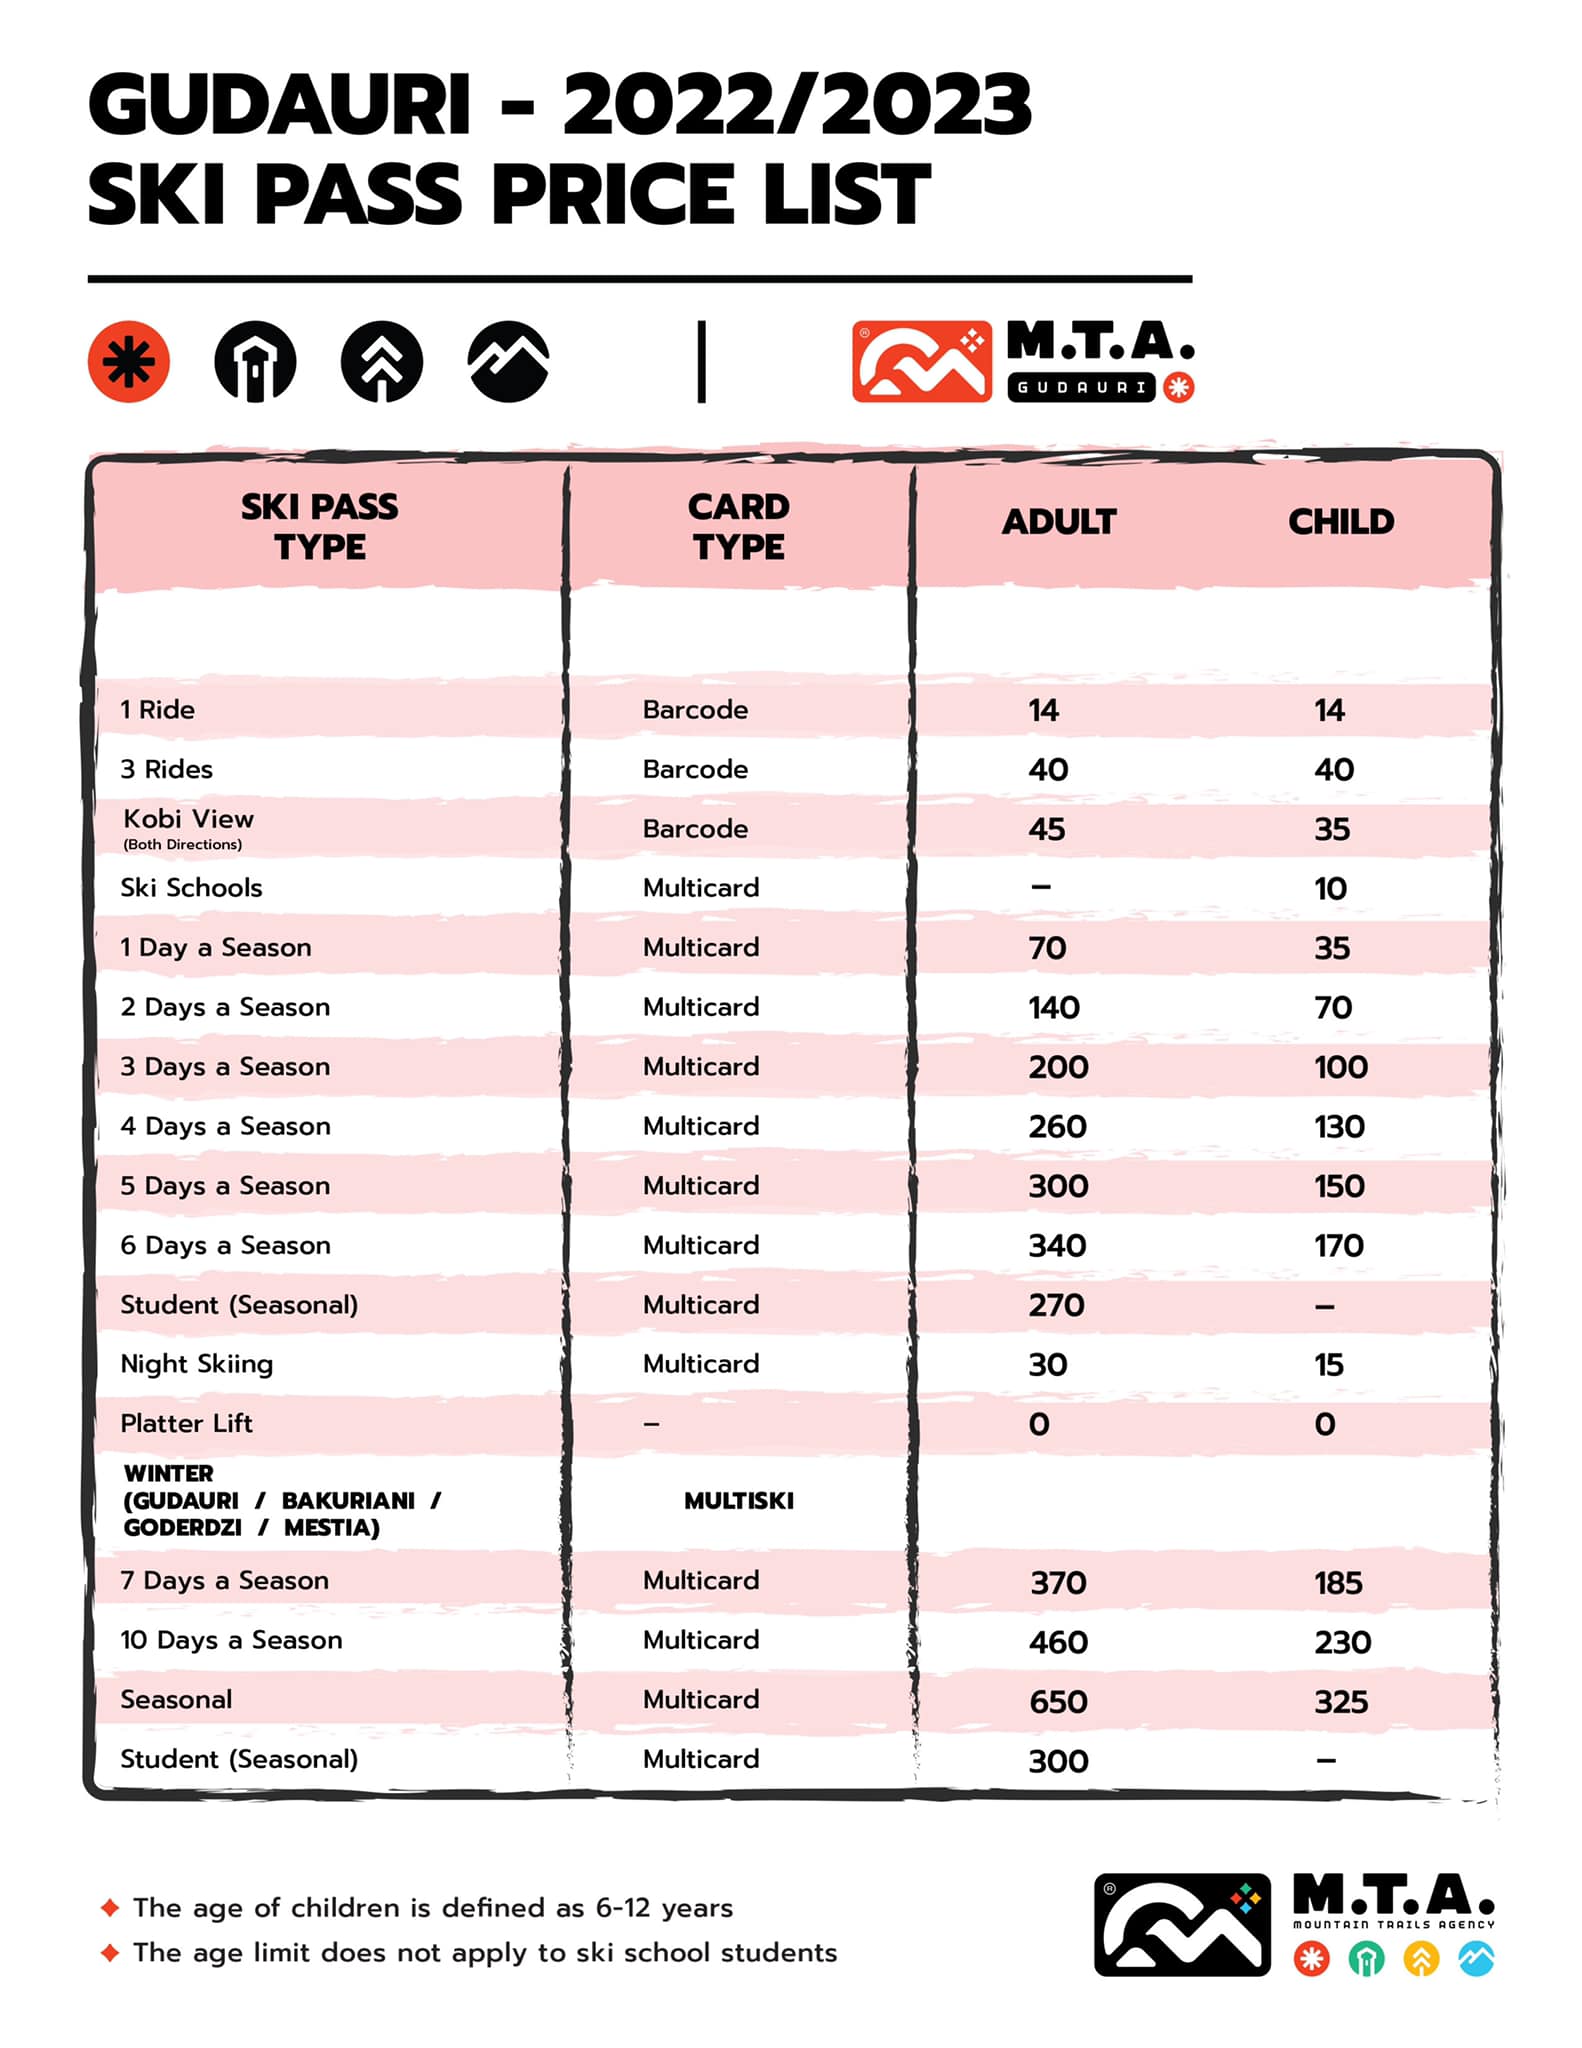 GUDAURI - 2022/2023
SKI PASS PRICE LIST
® M.T.A.
GUDAURI
SKI PASS TYPE CARD TYPE ADULT CHILD
1 Ride Barcode 14 14
3 Rides Barcode 40 40
Kobi View (Both Directions) Barcode 45 35
Ski Schools Multicard – 10
1 Day a Season Multicard 70 35
2 Days a Season Multicard 140 70
3 Days a Season Multicard 200 100
4 Days a Season Multicard 260 130
5 Days a Season Multicard 300 150
6 Days a Season Multicard 340 170
Student (Seasonal) Multicard 270 –
Night Skiing Multicard 30 15
Platter Lift – 0 0
WINTER
(GUDAURI / BAKURIANI / MULTISKI
GODERDZI / MESTIA)
7 Days a Season Multicard 370 185
10 Days a Season Multicard 460 230
Seasonal Multicard 650 325
Student (Seasonal) Multicard 300 –
The age of children is defined as 6-12 years
The age limit does not apply to ski school students
® M.T.A.
MOUNTAIN TRAILS AGENCY